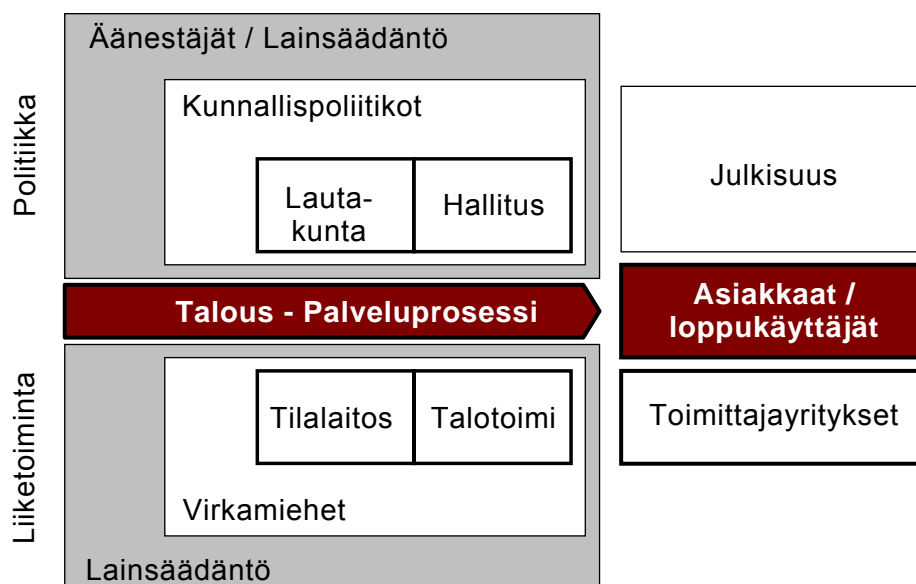 Politiikka
Äänestäjät / Lainsäädäntö
Kunnallispoliitikot
Lauta-
kunta
Hallitus
Julkisuus
Talous - Palveluprosessi
Asiakkaat /
loppukäyttäjät
Liiketoiminta
Tilalaitos
Talotoimi
Toimittajayritykset
Virkamiehet
Lainsäädäntö